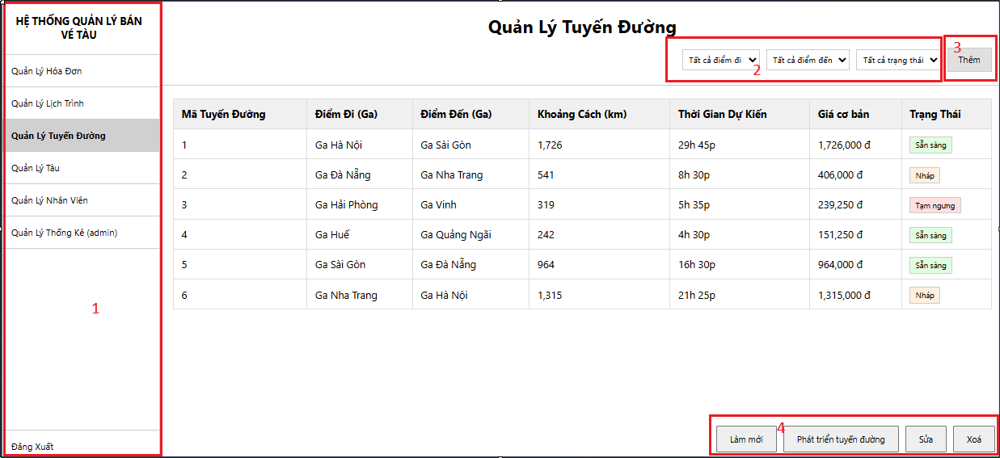 HỆ THỐNG QUẢN LÝ BÁN
VÉ TÀU
Quản Lý Hóa Đơn
Quản Lý Lịch Trình
Quản Lý Tuyến Đường
Quản Lý Tàu
Quản Lý Nhân Viên
Quản Lý Thống Kê (admin)
1
Đăng Xuất
Quản Lý Tuyến Đường
Tất cả điểm đi Tất cả điểm đến Tất cả trạng thái
2
3
Thêm
Mã Tuyến Đường Điểm Đi (Ga) Điểm Đến (Ga) Khoảng Cách (km) Thời Gian Dự Kiến Giá cơ bản Trạng Thái
1 Ga Hà Nội Ga Sài Gòn 1,726 29h 45p 1,726,000 đ Sẵn sàng
2 Ga Đà Nẵng Ga Nha Trang 541 8h 30p 406,000 đ Nháp
3 Ga Hải Phòng Ga Vinh 319 5h 35p 239,250 đ Tạm ngưng
4 Ga Huế Ga Quảng Ngãi 242 4h 30p 151,250 đ Sẵn sàng
5 Ga Sài Gòn Ga Đà Nẵng 964 16h 30p 964,000 đ Sẵn sàng
6 Ga Nha Trang Ga Hà Nội 1,315 21h 25p 1,315,000 đ Nháp
4
Làm mới Phát triển tuyến đường Sửa Xoá